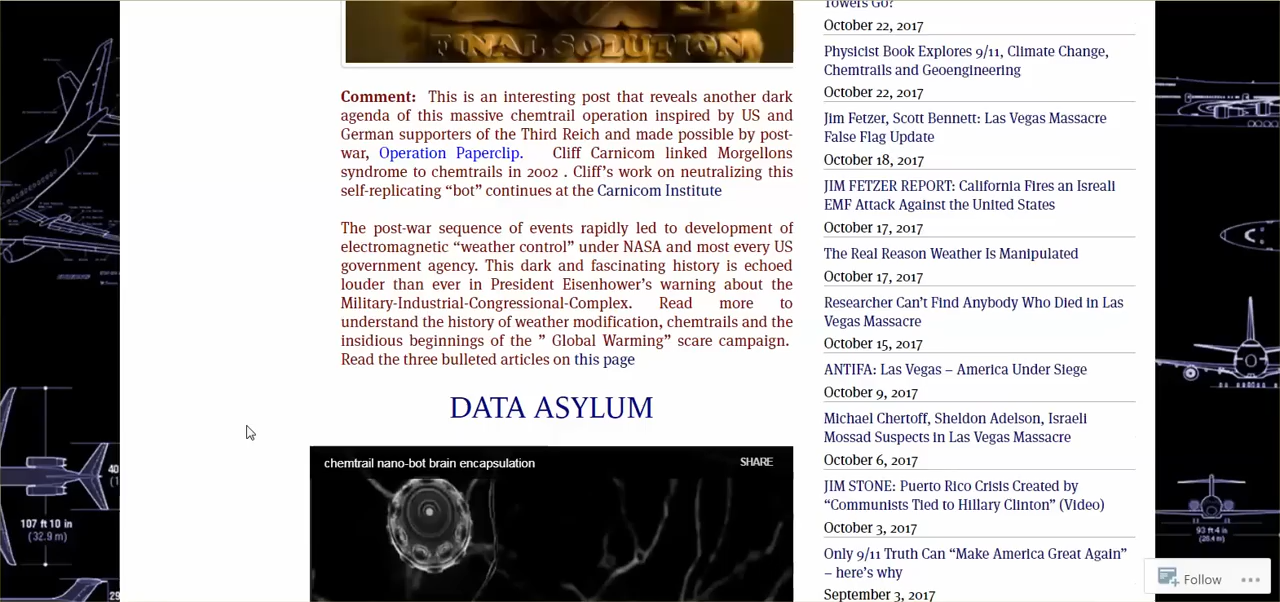 FINAL SOLUTION
Comment: This is an interesting post that reveals another dark
agenda of this massive chemtrail operation inspired by US and
German supporters of the Third Reich and made possible by post-
war, Operation Paperclip. Cliff Carnicom linked Morgellons
syndrome to chemtrails in 2002 . Cliff's work on neutralizing this
self-replicating “bot” continues at the Carnicom Institute
The post-war sequence of events rapidly led to development of
electromagnetic “weather control” under NASA and most every US
government agency. This dark and fascinating history is echoed
louder than ever in President Eisenhower's warning about the
Military-Industrial-Congressional-Complex. Read more to
understand the history of weather modification, chemtrails and the
insidious beginnings of the ” Global Warming” scare campaign.
Read the three bulleted articles on this page
DATA ASYLUM
chemtrail nano-bot brain encapsulation
SHARE
Towers Go?
October 22, 2017
Physicist Book Explores 9/11, Climate Change,
Chemtrails and Geoengineering
October 22, 2017
Jim Fetzer, Scott Bennett: Las Vegas Massacre
False Flag Update
October 18, 2017
JIM FETZER REPORT: California Fires an Isreali
EMF Attack Against the United States
October 17, 2017
The Real Reason Weather Is Manipulated
October 17, 2017
Researcher Can't Find Anybody Who Died in Las
Vegas Massacre
October 15, 2017
ANTIFA: Las Vegas – America Under Siege
October 9, 2017
Michael Chertoff, Sheldon Adelson, Israeli
Mossad Suspects in Las Vegas Massacre
October 6, 2017
JIM STONE: Puerto Rico Crisis Created by
“Communists Tied to Hillary Clinton” (Video)
October 3, 2017
Only 9/11 Truth Can “Make America Great Again”
– here's why
September 3, 2017
Follow
40
107 ft 10 in
(32.9 m)
93 ft 4 in
(28.4 m)